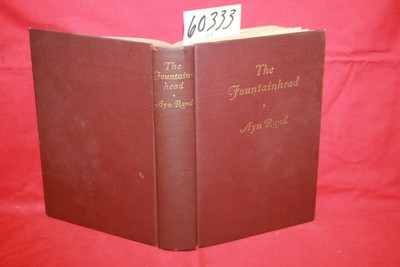 60333
The
Fountain-
head
Ayn Rand
The
Fountainhead
Ayn Rand